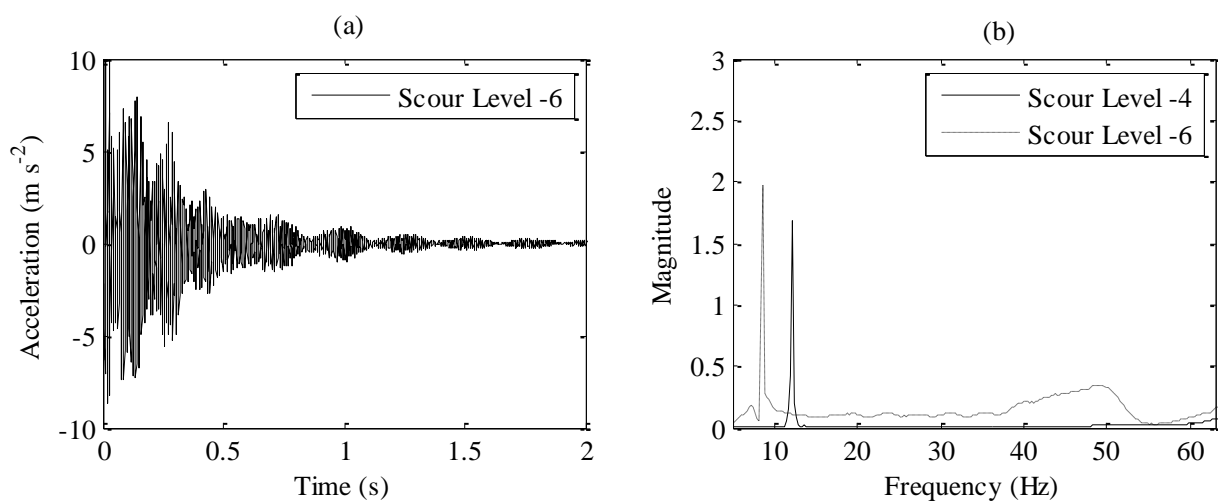 (a)
Acceleration (m s⁻²)
10
5
0
-5
-10
Scour Level -6
0
0.5
1
1.5
2
Time (s)
(b)
Magnitude
3
2.5
2
1.5
1
0.5
0
Scour Level -4
Scour Level -6
10
20
30
40
50
60
Frequency (Hz)